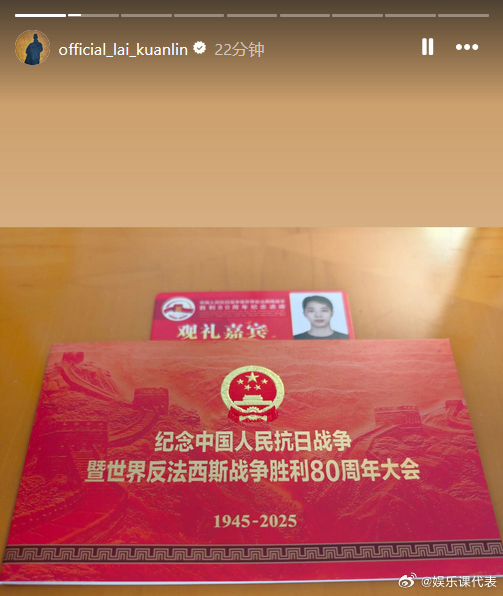 official_lai_kuanlin 22分钟
观礼嘉宾
纪念中国人民抗日战争
暨世界反法西斯战争胜利80周年大会
1945-2025
@娱乐课代表